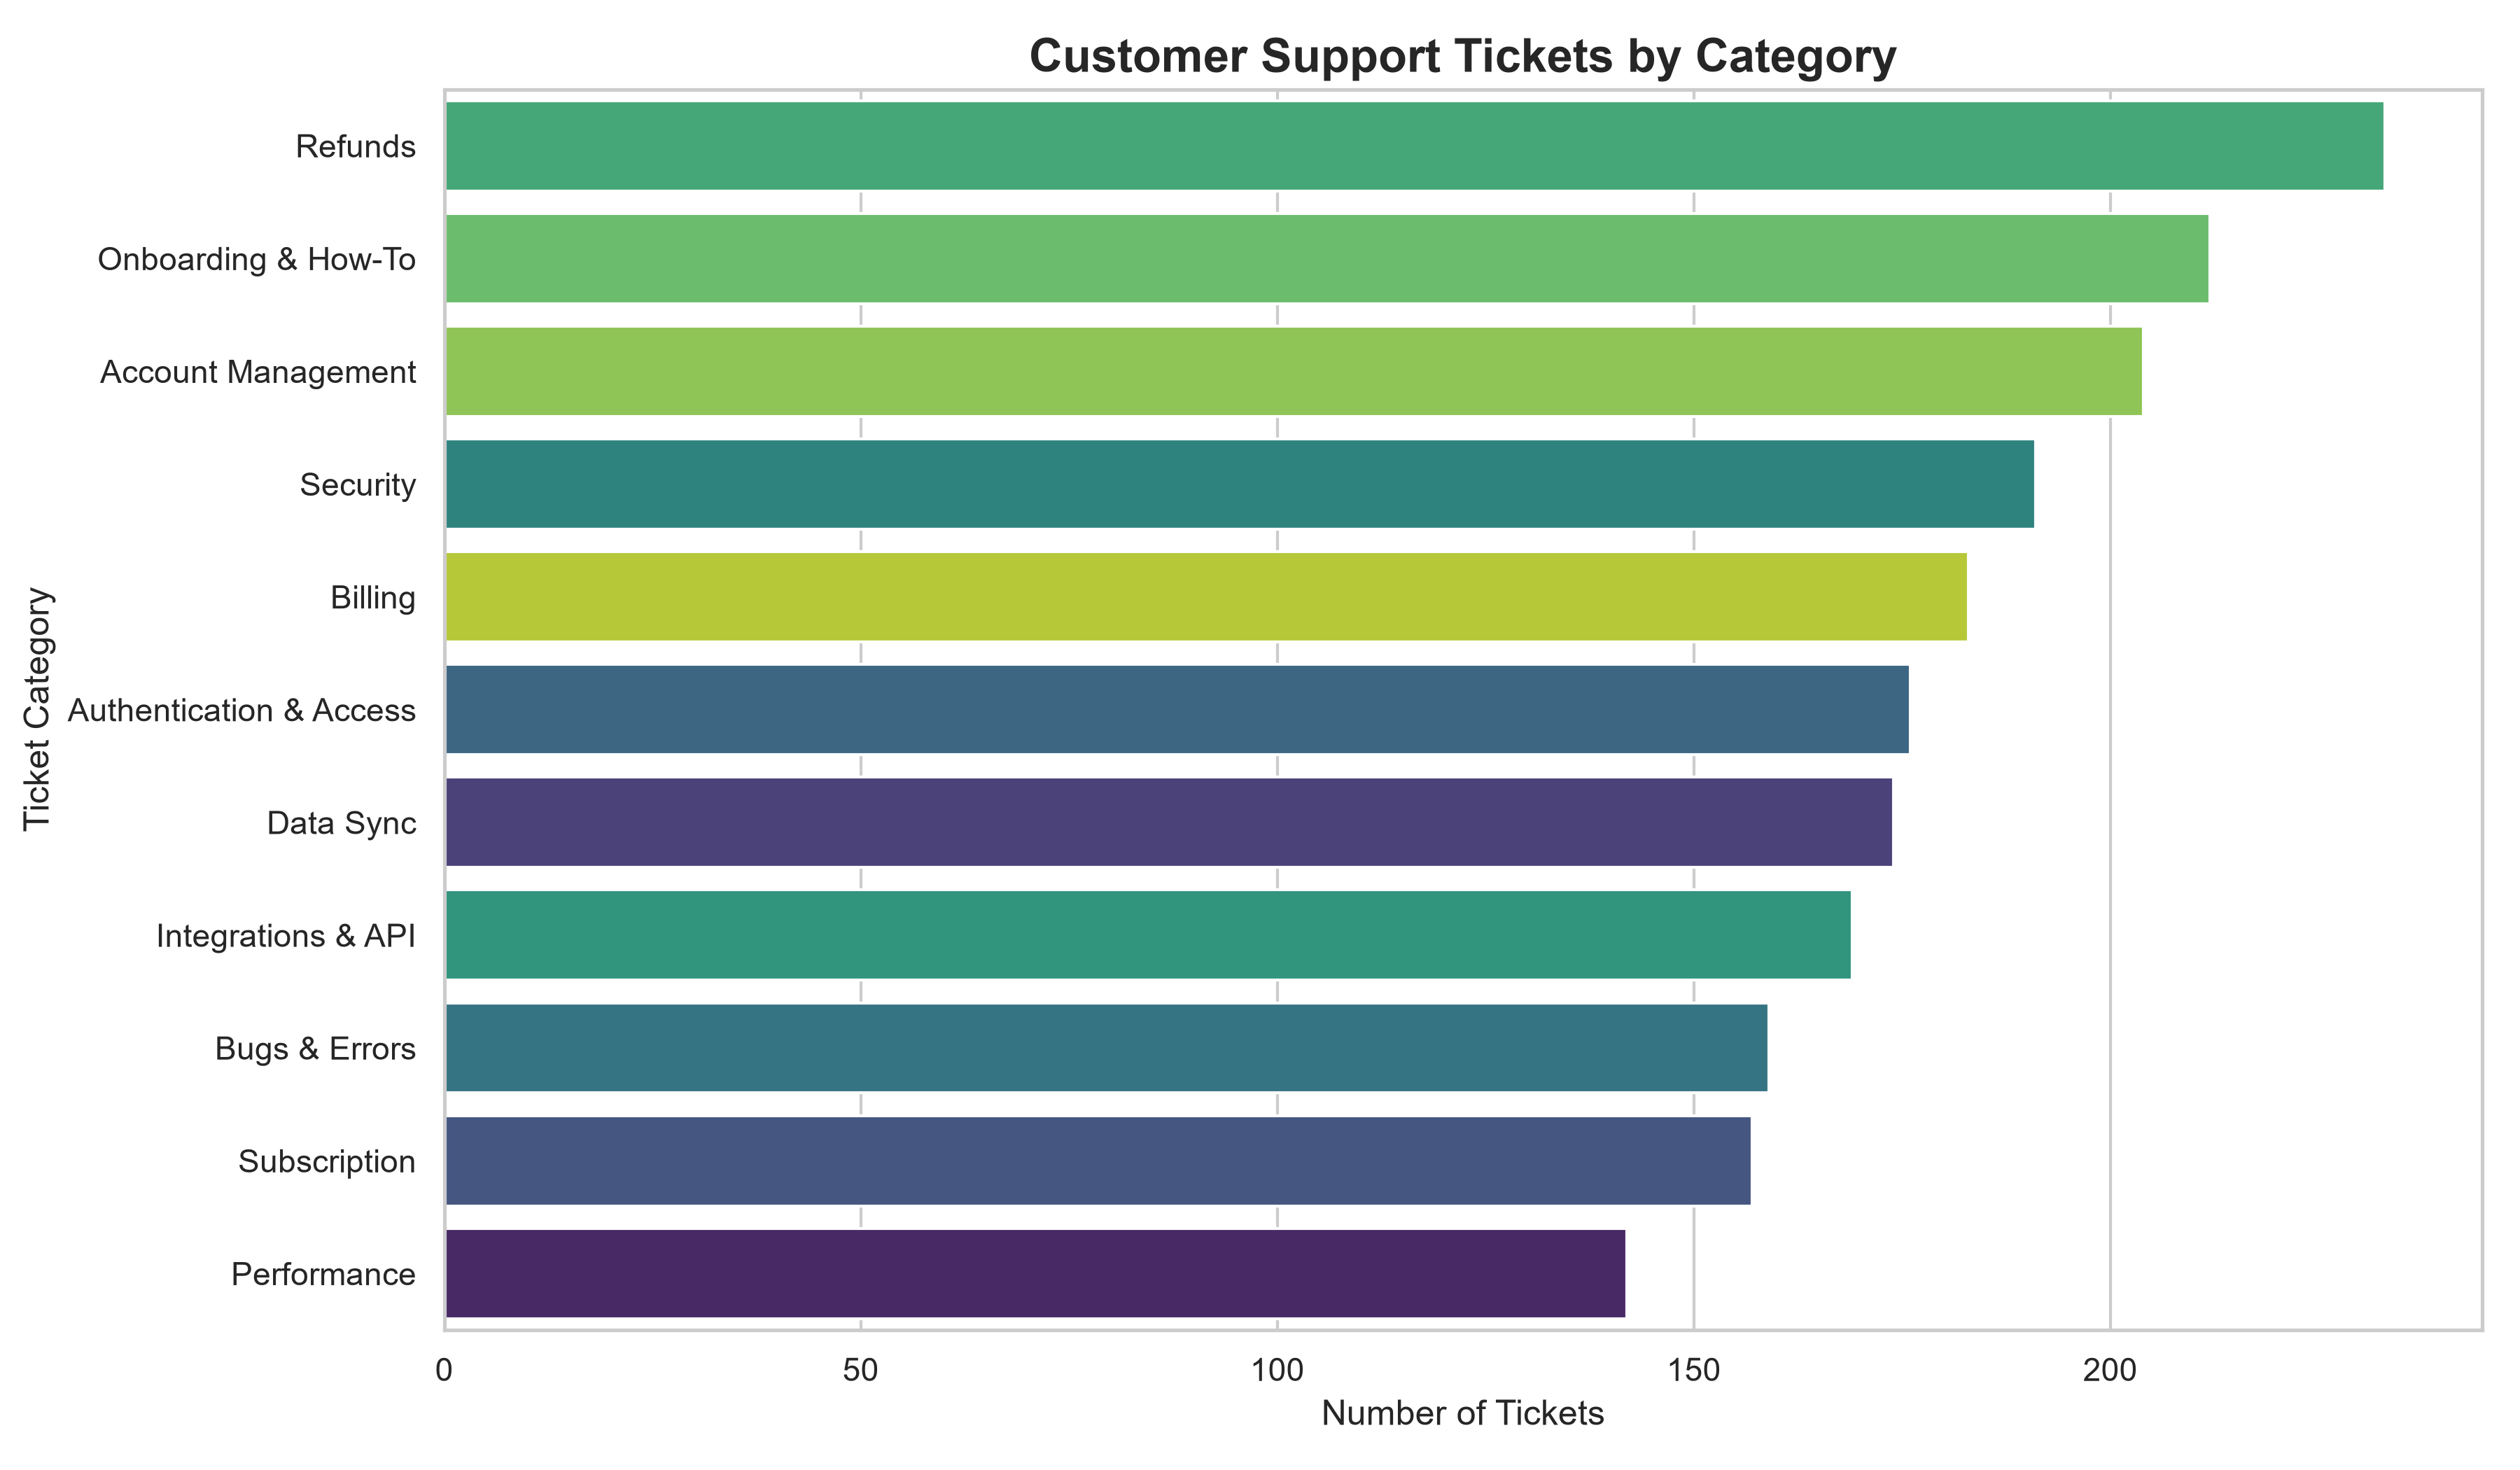 Customer Support Tickets by Category
Refunds
Onboarding & How-To
Account Management
Security
Billing
Authentication & Access
Data Sync
Integrations & API
Bugs & Errors
Subscription
Performance
Ticket Category
0 50 100 150 200
Number of Tickets